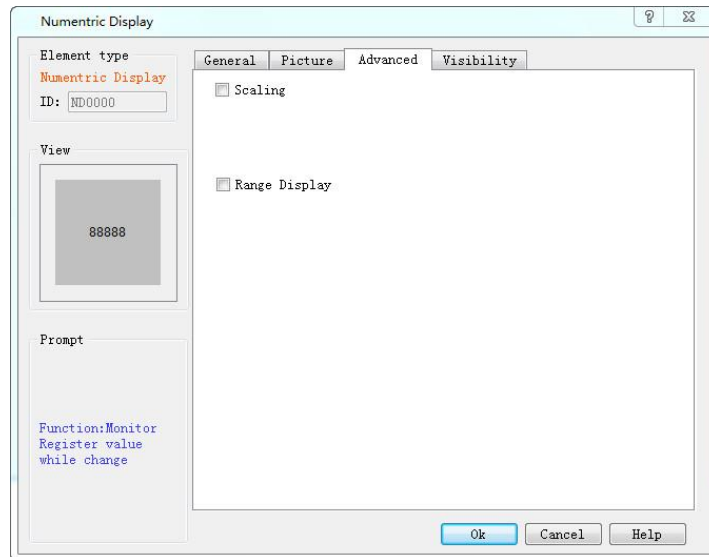 Numentric Display
Element type
Numentric Display
ID: ND0000
View
88888
Prompt
Function:Monitor
Register value
while change
General Picture Advanced Visibility
Scaling
Range Display
Ok Cancel Help